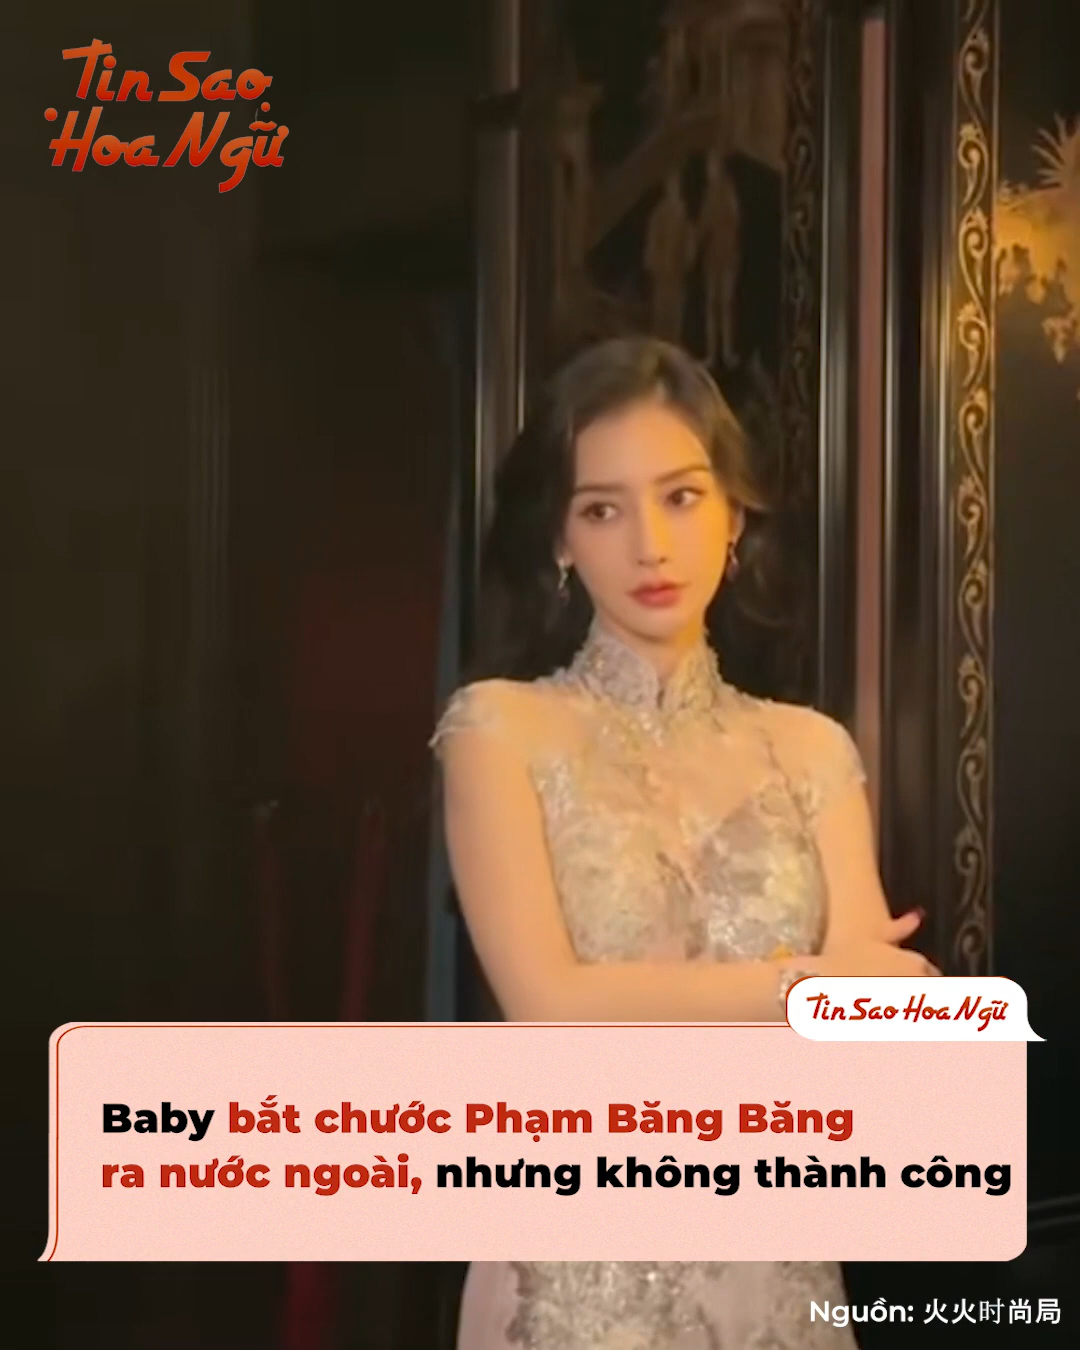 Tin Sao
Hoa Ngữ
Tin Sao Hoa Ngữ
Baby bắt chước Phạm Băng Băng
ra nước ngoài, nhưng không thành công
Nguồn: 火火时尚局